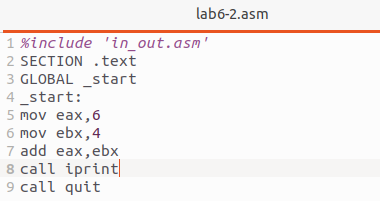 lab6-2.asm
1 %include 'in_out.asm'
2 SECTION .text
3 GLOBAL _start
4 _start:
5 mov eax,6
6 mov ebx,4
7 add eax,ebx
8 call iprint
9 call quit